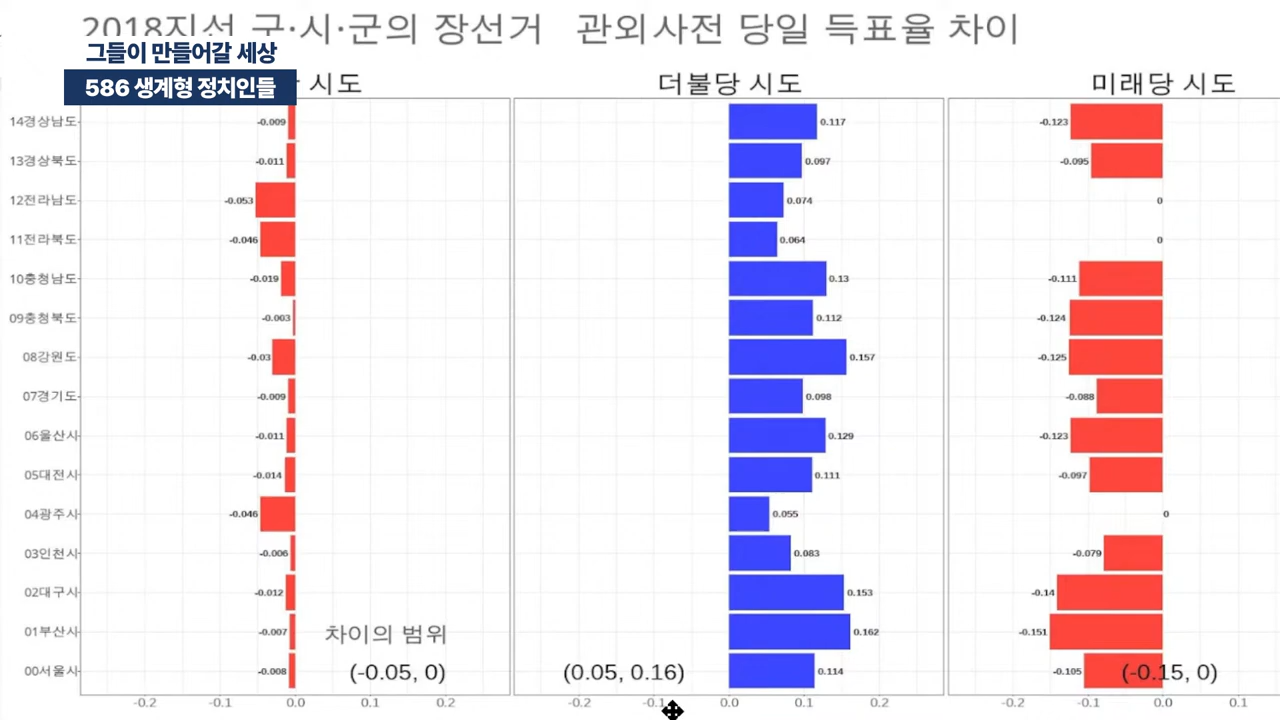 2018지선 구·시·군의 장선거 관외사전 당일 득표율 차이
그들이 만들어갈 세상
586 생계형 정치인들
시도
더불당 시도
미래당 시도
14경상남도 -0.009 0.117 -0.123
13경상북도 -0.011 0.097 -0.095
12전라남도 -0.053 0.074 0
11전라북도 -0.046 0.064 0
10충청남도 -0.019 0.13 -0.111
09충청북도 -0.003 0.112 -0.124
08강원도 -0.03 0.157 -0.125
07경기도 -0.009 0.098 -0.088
06울산시 -0.011 0.129 -0.123
05대전시 -0.014 0.111 -0.097
04광주시 -0.046 0.055 0
03인천시 -0.006 0.083 -0.079
02대구시 -0.012 0.153 -0.14
01부산시 -0.007 0.162 -0.151
차이의 범위
00서울시 -0.008 0.114 -0.105
(-0.05, 0) (0.05, 0.16) (-0.15, 0)
-0.2 -0.1 0.0 0.1 0.2 -0.2 -0.1 0.0 0.1 0.2 -0.2 -0.1 0.0 0.1